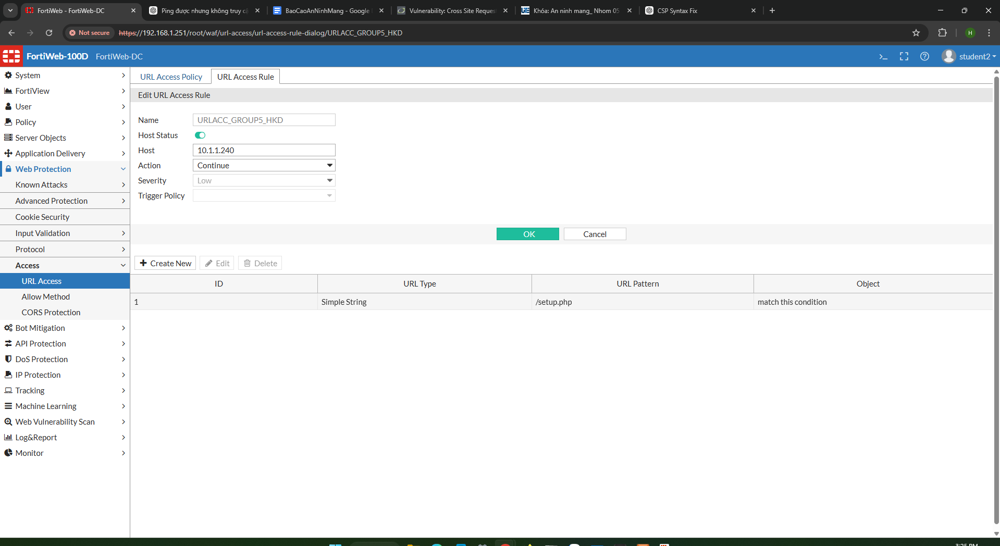 FortiWeb - FortiWeb-DC
Ping được nhưng không truy cậ
BaoCaoAnNinhMang - Google
Vulnerability: Cross Site Reques
Khóa: An ninh mang_ Nhom 05
CSP Syntax Fix
Not secure
https://192.168.1.251/root/waf/url-access/url-access-rule-dialog/URLACC_GROUP5_HKD
H
FortiWeb-100D
FortiWeb-DC
student2
System
FortiView
User
Policy
Server Objects
Application Delivery
Web Protection
Known Attacks
Advanced Protection
Cookie Security
Input Validation
Protocol
Access
URL Access
Allow Method
CORS Protection
Bot Mitigation
API Protection
DoS Protection
IP Protection
Tracking
Machine Learning
Web Vulnerability Scan
Log&Report
Monitor
URL Access Policy
URL Access Rule
Edit URL Access Rule
Name URLACC_GROUP5_HKD
Host Status
Host 10.1.1.240
Action Continue
Severity Low
Trigger Policy
OK
Cancel
Create New
Edit
Delete
ID URL Type URL Pattern Object
1 Simple String /setup.php match this condition